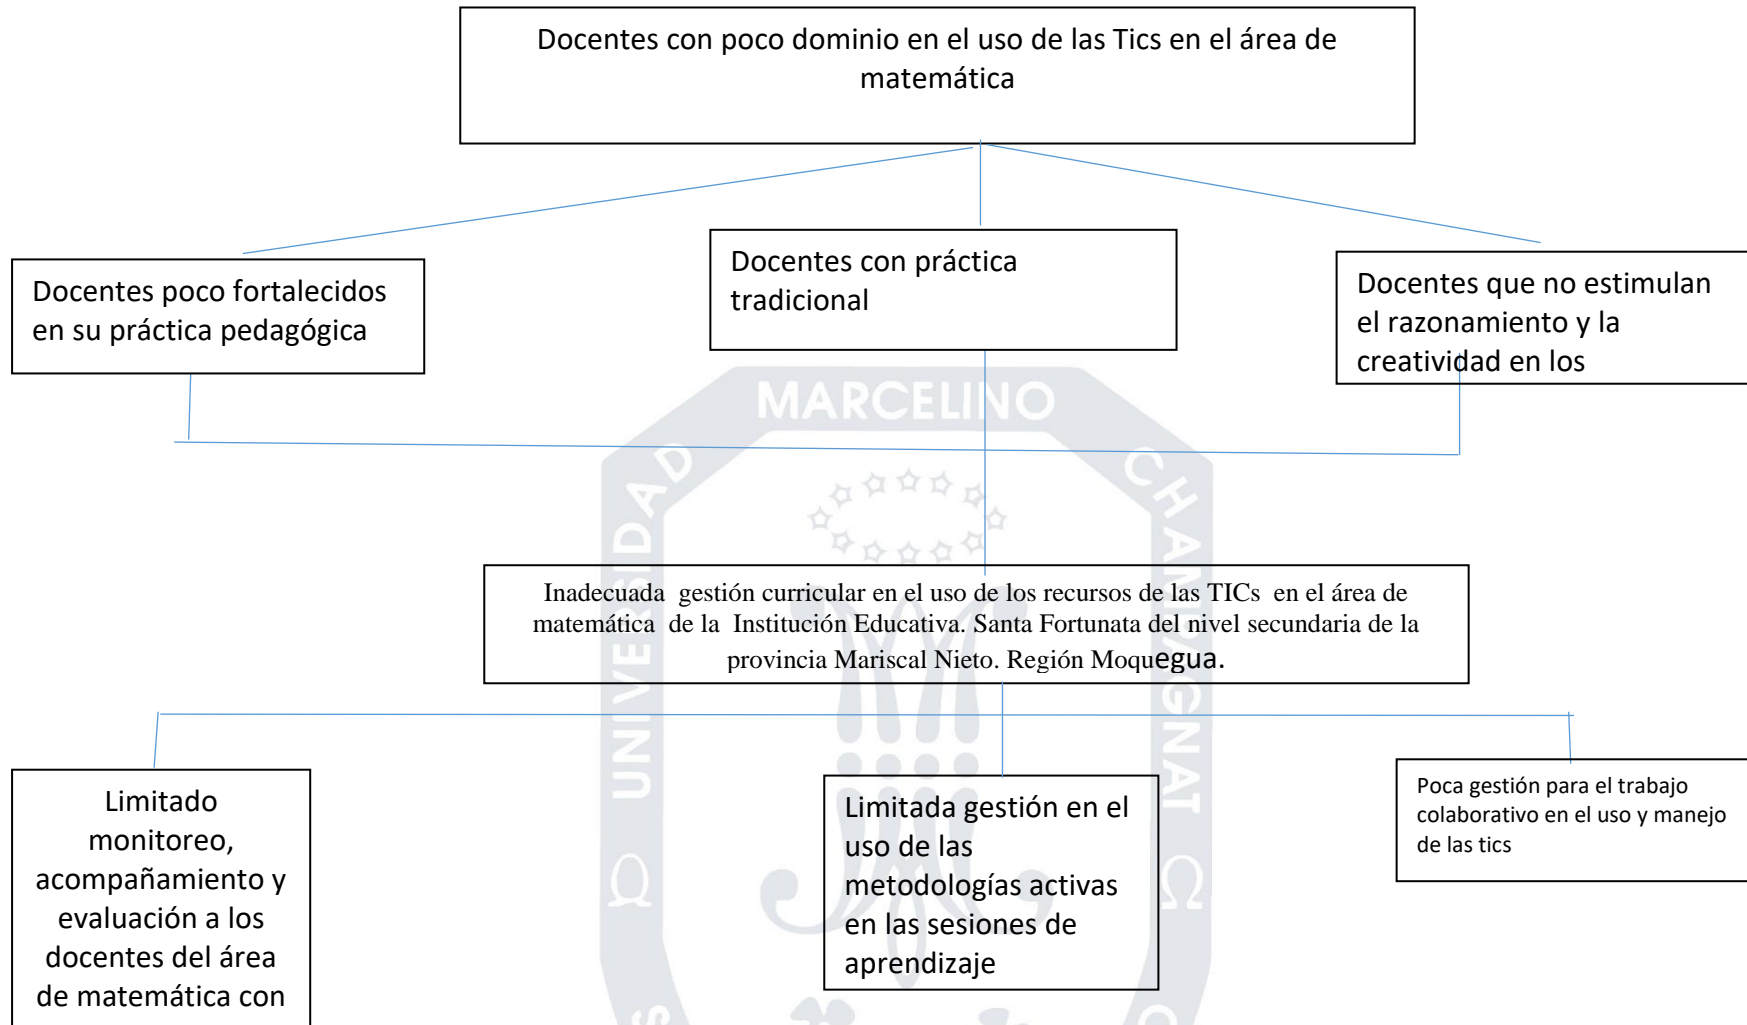 Docentes con poco dominio en el uso de las Tics en el área de
matemática
Docentes poco fortalecidos
en su práctica pedagógica
Docentes con práctica
tradicional
Docentes que no estimulan
el razonamiento y la
creatividad en los
MARCELINO
UNIVERSIDAD
CHAMPAGNAT
Inadecuada gestión curricular en el uso de los recursos de las TICs en el área de
matemática de la Institución Educativa. Santa Fortunata del nivel secundaria de la
provincia Mariscal Nieto. Región Moquegua.
Limitado
monitoreo,
acompañamiento y
evaluación a los
docentes del área
de matemática con
Limitada gestión en el
uso de las
metodologías activas
en las sesiones de
aprendizaje
Poca gestión para el trabajo
colaborativo en el uso y manejo
de las tics
Ω Ω